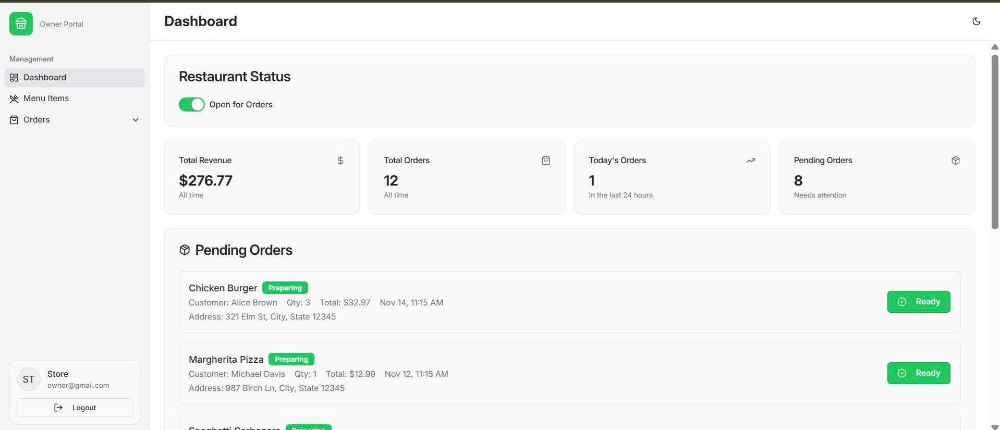 Owner Portal
Management
Dashboard
Menu Items
Orders
ST
Store
owner@gmail.com
Logout
Dashboard
Restaurant Status
Open for Orders
Total Revenue
$276.77
All time
Total Orders
12
All time
Today's Orders
1
In the last 24 hours
Pending Orders
8
Needs attention
Pending Orders
Chicken Burger Preparing
Customer: Alice Brown Qty: 3 Total: $32.97 Nov 14, 11:15 AM
Address: 321 Elm St, City, State 12345
Ready
Margherita Pizza Preparing
Customer: Michael Davis Qty: 1 Total: $12.99 Nov 12, 11:15 AM
Address: 987 Birch Ln, City, State 12345
Ready
Spaghetti Carbonara Preparing